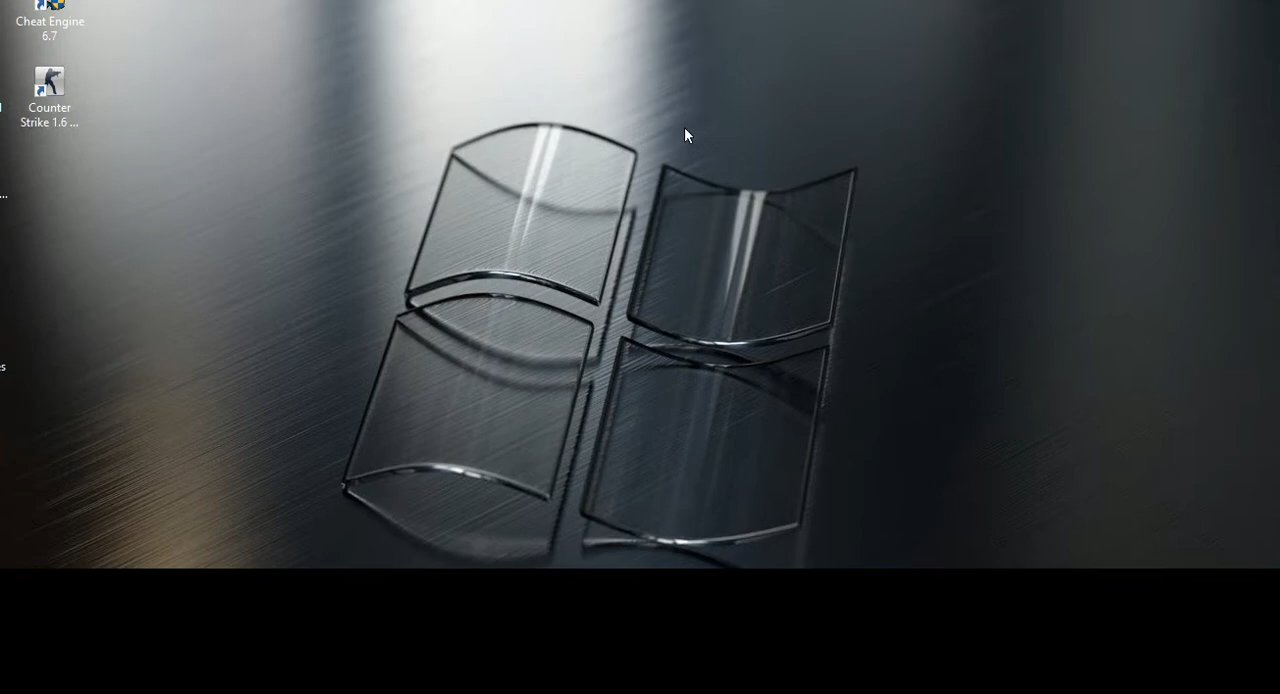 Cheat Engine
6.7
Counter
Strike 1.6 ...
...